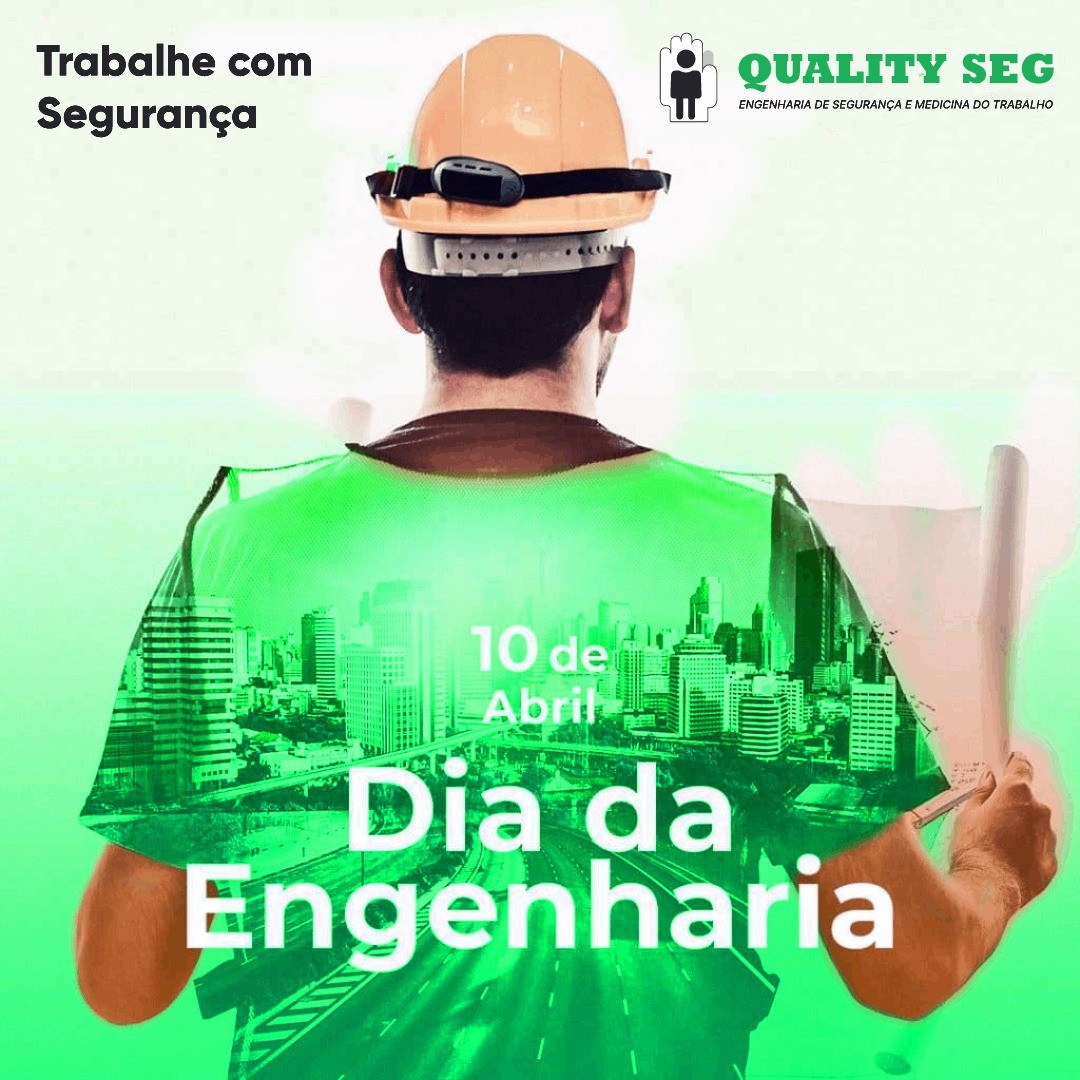 Trabalhe com
Segurança
QUALITY SEG
ENGENHARIA DE SEGURANÇA E MEDICINA DO TRABALHO
10 de
Abril
Dia da
Engenharia